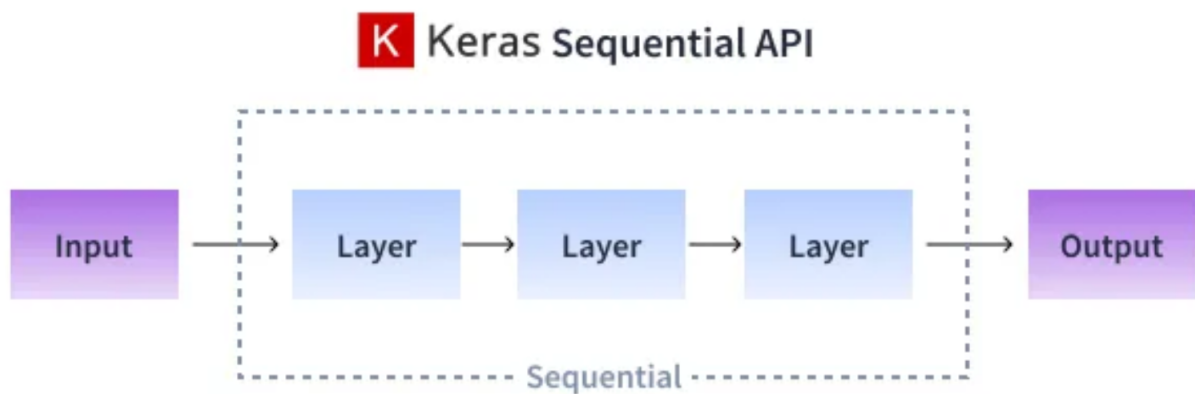 K Keras Sequential API
Input
Layer
Layer
Layer
Output
Sequential